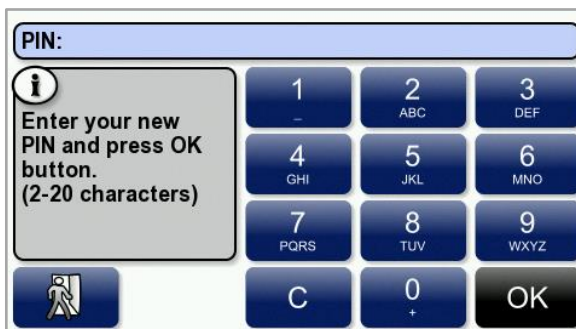 PIN:
i
Enter your new
PIN and press OK
button.
(2-20 characters)
1
_
2
ABC
3
DEF
4
GHI
5
JKL
6
MNO
7
PQRS
8
TUV
9
WXYZ
C
0
+
OK